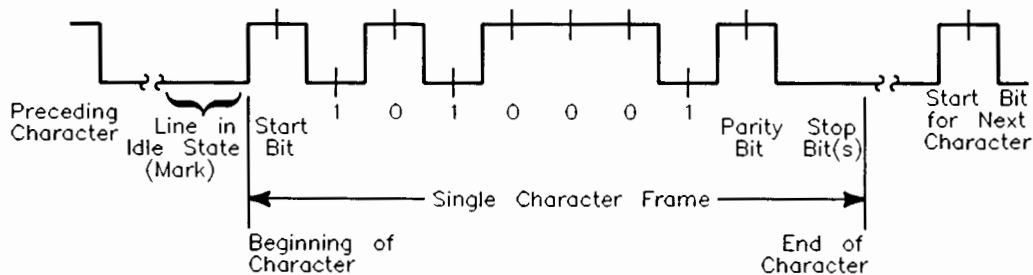 Preceding
Character
Line in
Idle State
(Mark)
Start
Bit
1 0 1 0 0 0 1
Parity
Bit
Stop
Bit(s)
Start Bit
for Next
Character
Single Character Frame
Beginning of
Character
End of
Character